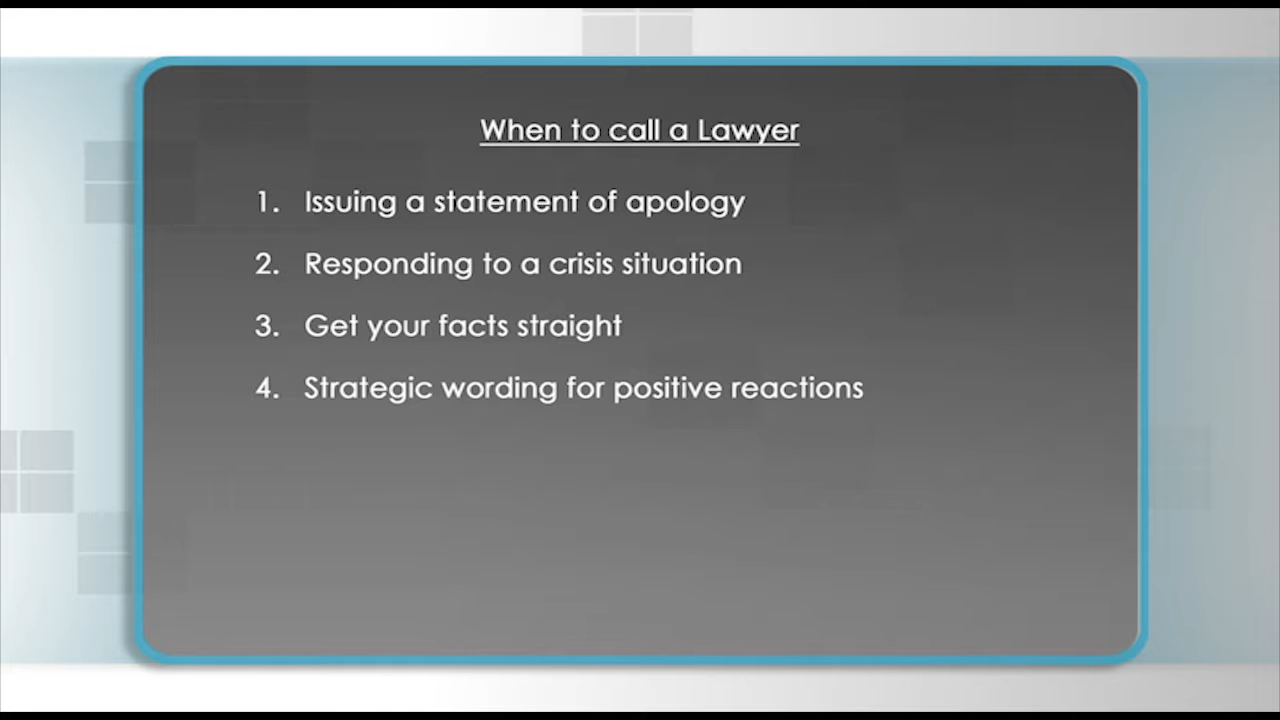 When to call a Lawyer
1. Issuing a statement of apology
2. Responding to a crisis situation
3. Get your facts straight
4. Strategic wording for positive reactions